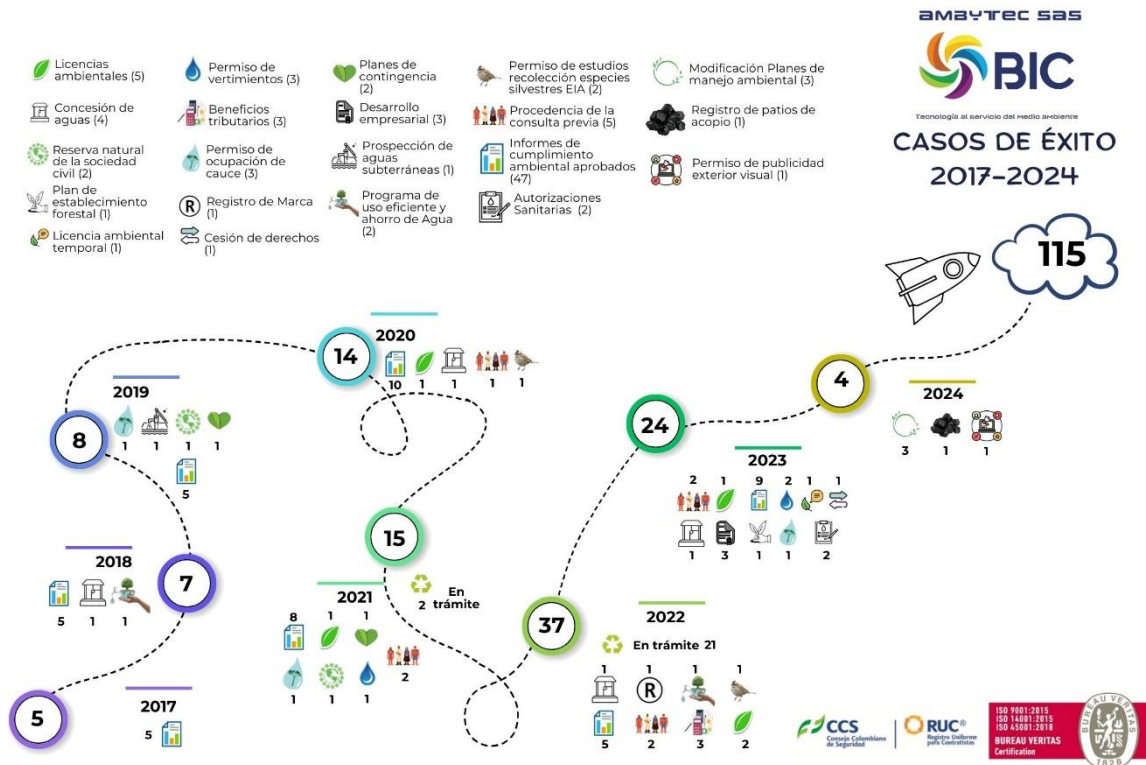 AMBYTEC SAS
BIC
Tecnología al servicio del Medio ambiente
CASOS DE ÉXITO
2017-2024
Licencias
ambientales (5)
Permiso de
vertimientos (3)
Planes de
contingencia
(2)
Permiso de estudios
recolección especies
silvestres EIA (2)
Modificación Planes de
manejo ambiental (3)
Concesión de
aguas (4)
Beneficios
tributarios (3)
Desarrollo
empresarial (3)
Procedencia de la
consulta previa (5)
Registro de patios de
acopio (1)
Reserva natural
de la sociedad
civil (2)
Permiso de
ocupación de
cauce (3)
Prospección de
aguas
subterráneas (1)
Informes de
cumplimiento
ambiental aprobados
(47)
Permiso de publicidad
exterior visual (1)
Plan de
establecimiento
forestal (1)
R
Registro de Marca
(1)
Programa de
uso eficiente y
ahorro de Agua
(2)
Autorizaciones
Sanitarias (2)
Licencia ambiental
temporal (1)
Cesión de derechos
(1)
115
14
2020
10 1 1 1 1
8
2019
1 1 1 1
5
4
2024
3 1 1
24
2023
2 1 9 2 1 1
1 3 1 1 2
15
2 En
trámite
2021
8 1 1
2
1 1 1
7
2018
5 1 1
37
2022
En trámite 21
1 1 1 1
R
5 2 3 2
5
2017
5
CCS
Consejo Colombiano
de Seguridad
RUC®
Registro Uniforme
para Contratistas
ISO 9001:2015
ISO 14001:2015
ISO 45001:2018
BUREAU VERITAS
Certification
BUREAU VERITAS
1828